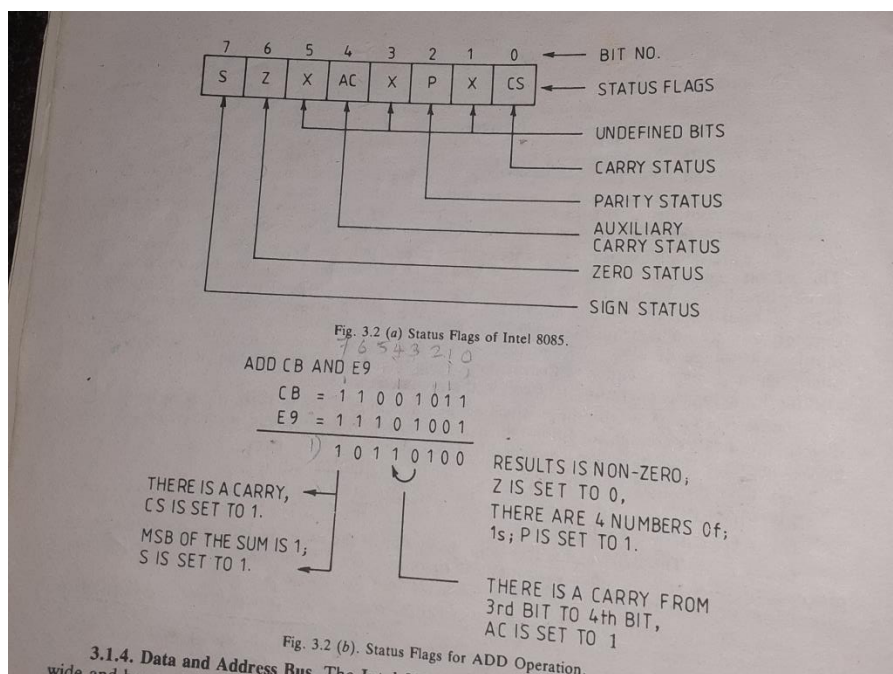 7 6 5 4 3 2 1 0 BIT NO.
S Z X AC X P X CS STATUS FLAGS
UNDEFINED BITS
CARRY STATUS
PARITY STATUS
AUXILIARY
CARRY STATUS
ZERO STATUS
SIGN STATUS
Fig. 3.2 (a) Status Flags of Intel 8085.
7 6 5 4 3 2 1 0
ADD CB AND E9
CB = 1 1 0 0 1 0 1 1
E9 = 1 1 1 0 1 0 0 1
1) 1 0 1 1 0 1 0 0
RESULTS IS NON-ZERO;
Z IS SET TO 0,
THERE ARE 4 NUMBERS Of;
1s; P IS SET TO 1.
THERE IS A CARRY,
CS IS SET TO 1.
MSB OF THE SUM IS 1;
S IS SET TO 1.
THERE IS A CARRY FROM
3rd BIT TO 4th BIT,
AC IS SET TO 1
Fig. 3.2 (b). Status Flags for ADD Operation.
3.1.4. Data and Address Bus. The Intel
wide and